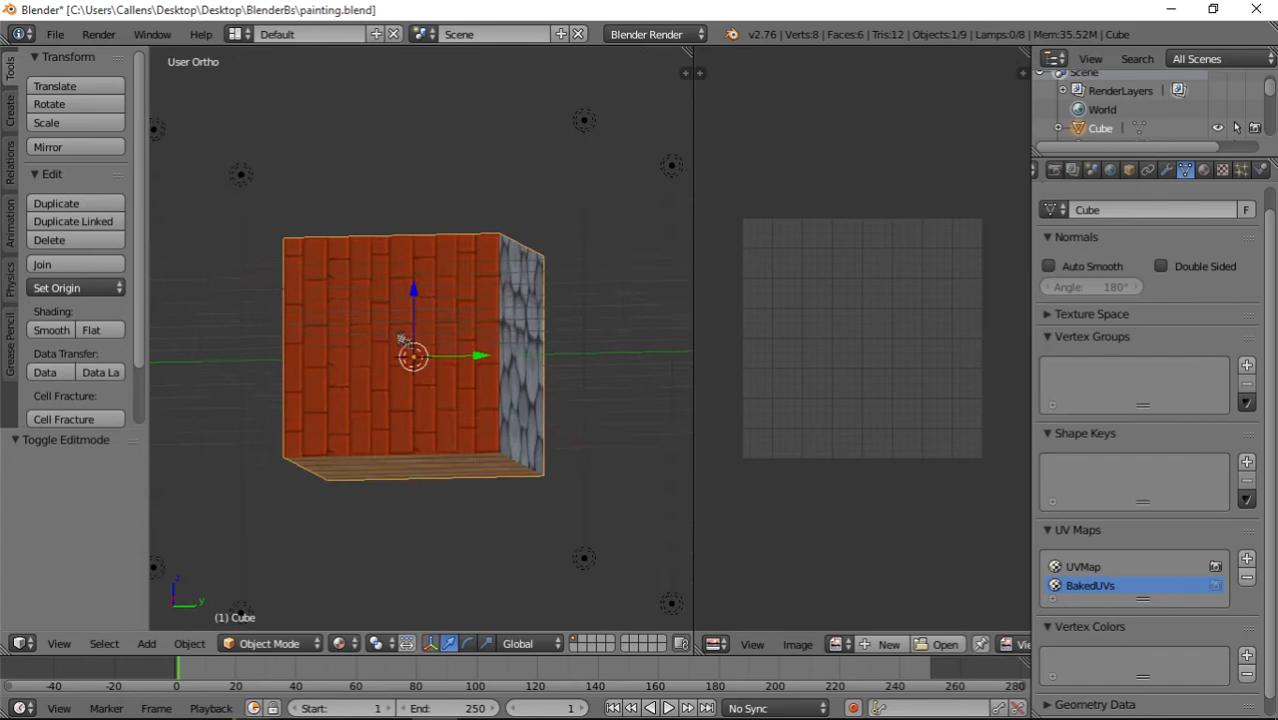 Blender* [C:\Users\Callens\Desktop\Desktop\BlenderBs\painting.blend]
File Render Window Help Default Scene Blender Render v2.76 | Verts:8 | Faces:6 | Tris:12 | Objects:1/9 | Lamps:0/8 | Mem:35.52M | Cube
Tools
Create
Relations
Animation
Physics
Grease Pencil
Transform
Translate
Rotate
Scale
Mirror
Edit
Duplicate
Duplicate Linked
Delete
Join
Set Origin
Shading:
Smooth Flat
Data Transfer:
Data Data La
Cell Fracture:
Cell Fracture
Toggle Editmode
User Ortho
z
y
(1) Cube
View Select Add Object Object Mode Global
View Image New Open Vi
View Search All Scenes
Scene
RenderLayers |
World
Cube |
Cube F
Normals
Auto Smooth Double Sided
Angle: 180°
Texture Space
Vertex Groups
Shape Keys
UV Maps
UVMap
BakedUVs
Vertex Colors
Geometry Data
-40 -20 0 20 40 60 80 100 120 140 160 180 200 220 240 260 280
View Marker Frame Playback Start: 1 End: 250 1 No Sync